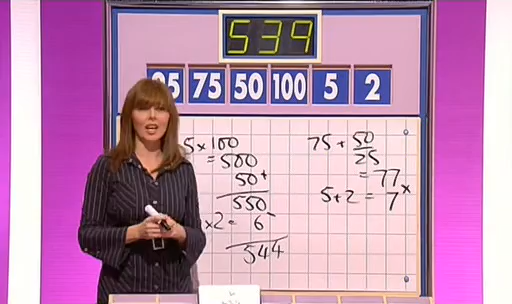 539
25 75 50 100 5 2
5 x 100
= 500
50 +
550
x 2 = 6 -
544
75 + 50
25
= 77 x
5 + 2 = 7